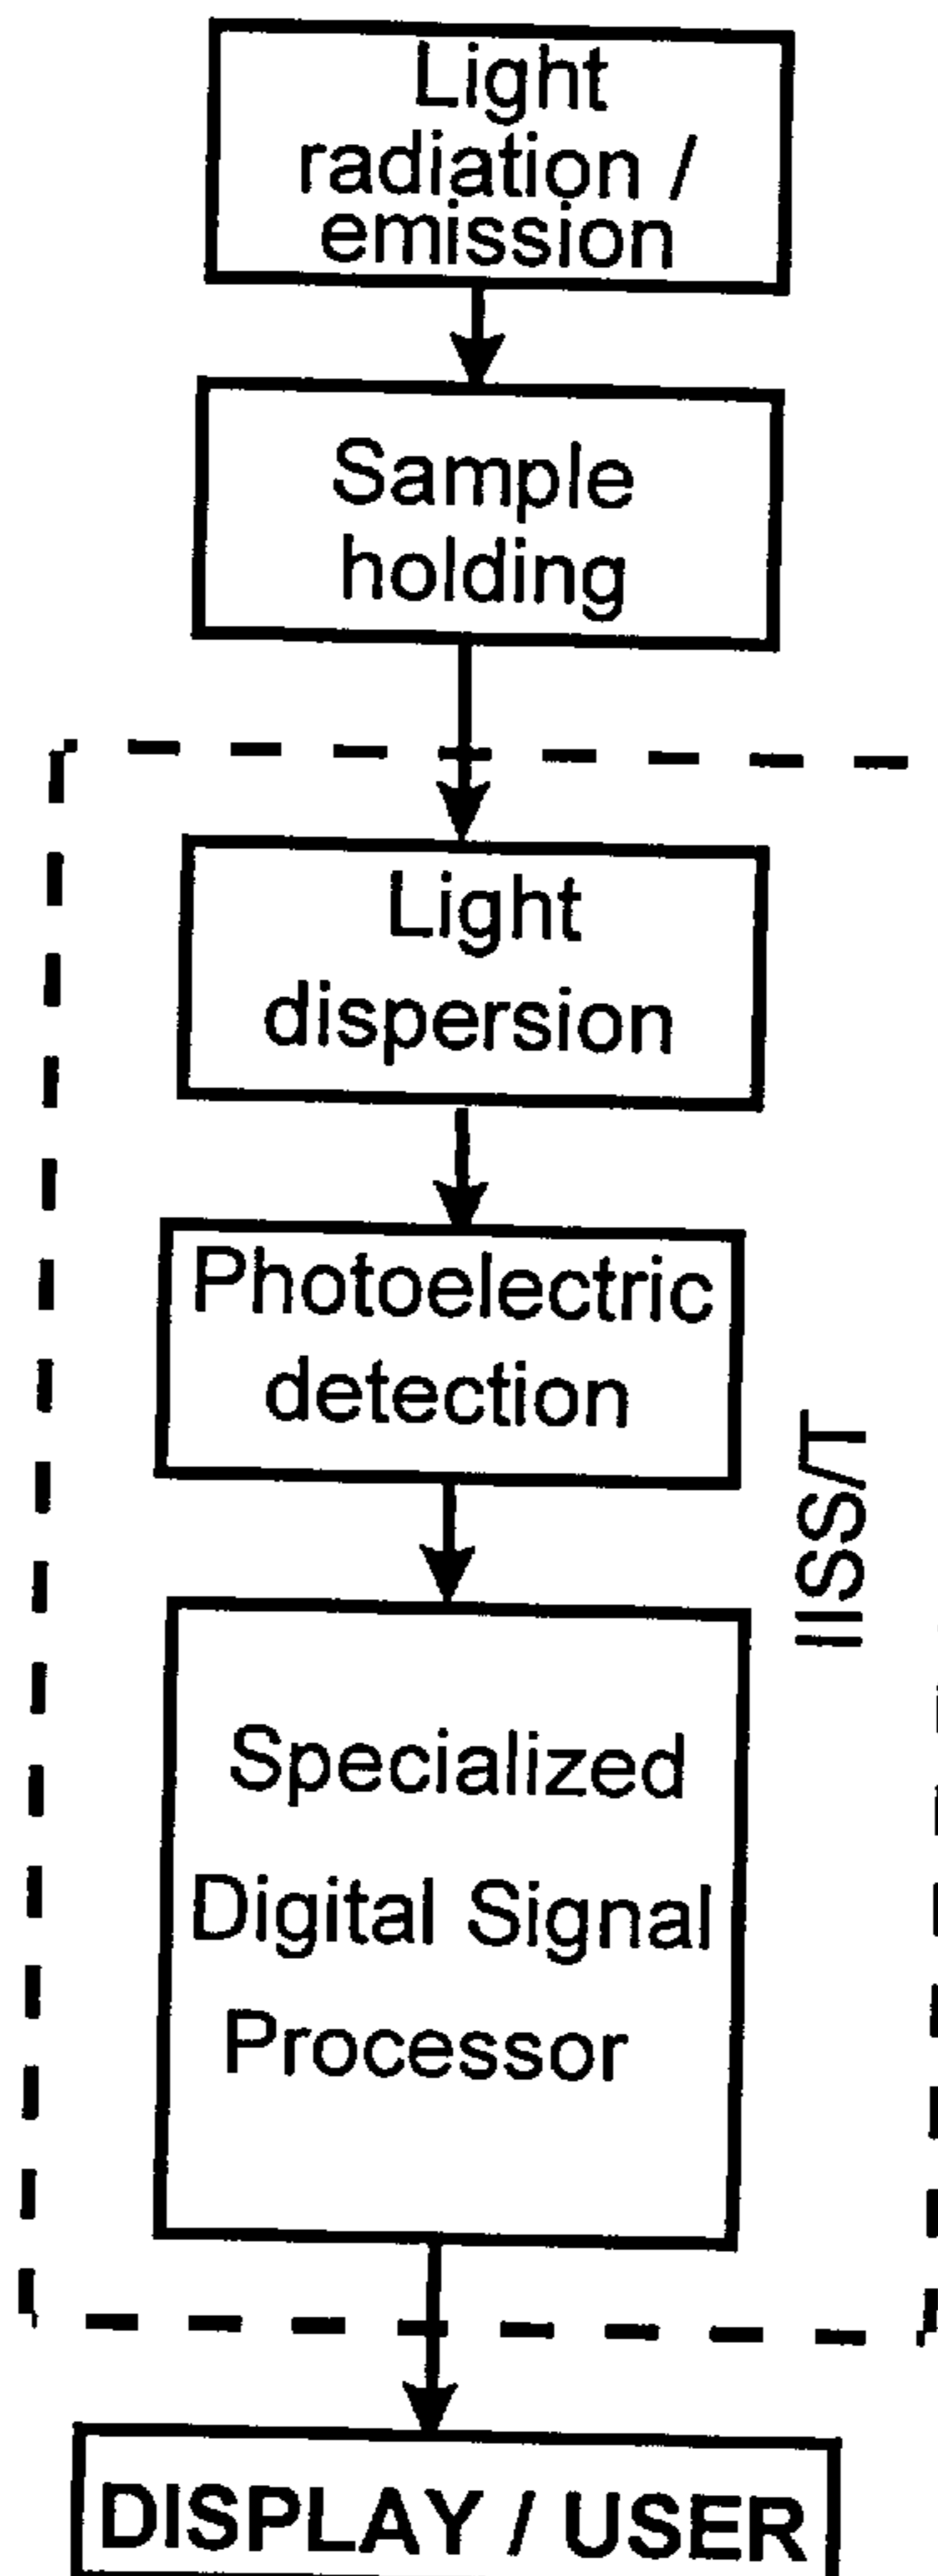 Light
radiation /
emission
Sample
holding
Light
dispersion
Photoelectric
detection
IISS/T
Specialized
Digital Signal
Processor
DISPLAY / USER